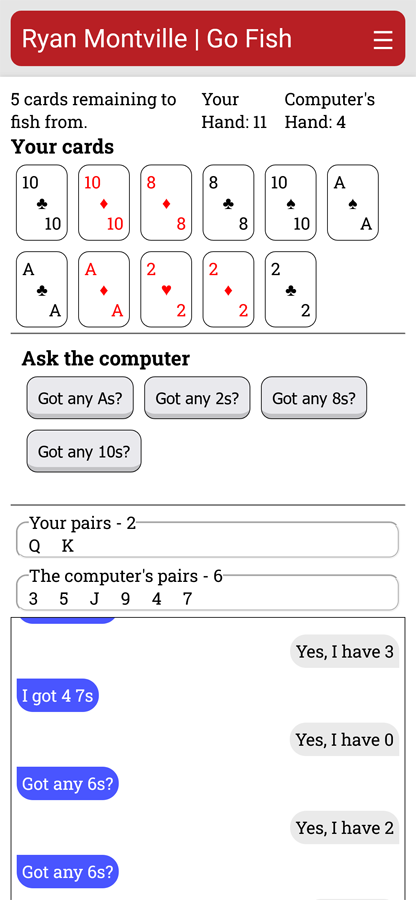 Ryan Montville | Go Fish
5 cards remaining to fish from.
Your Hand: 11
Computer's Hand: 4
Your cards
10 ♣ 10
10 ♦ 10
8 ♦ 8
8 ♣ 8
10 ♠ 10
A ♠ A
A ♣ A
A ♦ A
2 ♥ 2
2 ♦ 2
2 ♣ 2
Ask the computer
Got any As?
Got any 2s?
Got any 8s?
Got any 10s?
Your pairs - 2
Q K
The computer's pairs - 6
3 5 J 9 4 7
Yes, I have 3
I got 4 7s
Yes, I have 0
Got any 6s?
Yes, I have 2
Got any 6s?